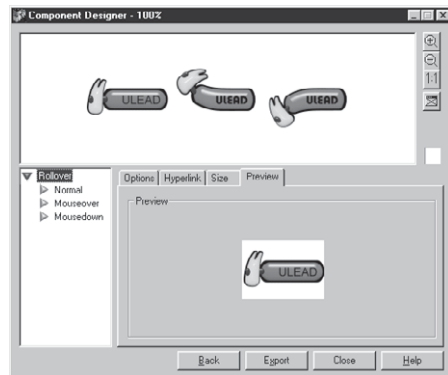 Component Designer - 100%
ULEAD ULEAD ULEAD
1:1
Rollover
Normal
Mouseover
Mousedown
Options Hyperlink Size Preview
Preview
ULEAD
Back Export Close Help